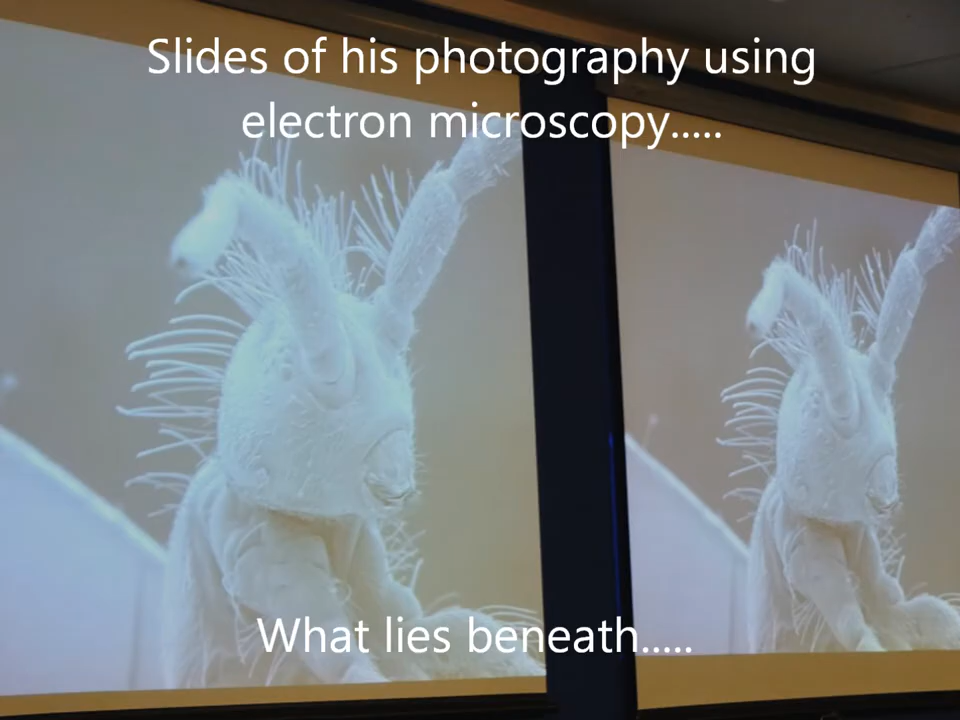 Slides of his photography using
electron microscopy.....
What lies beneath.....